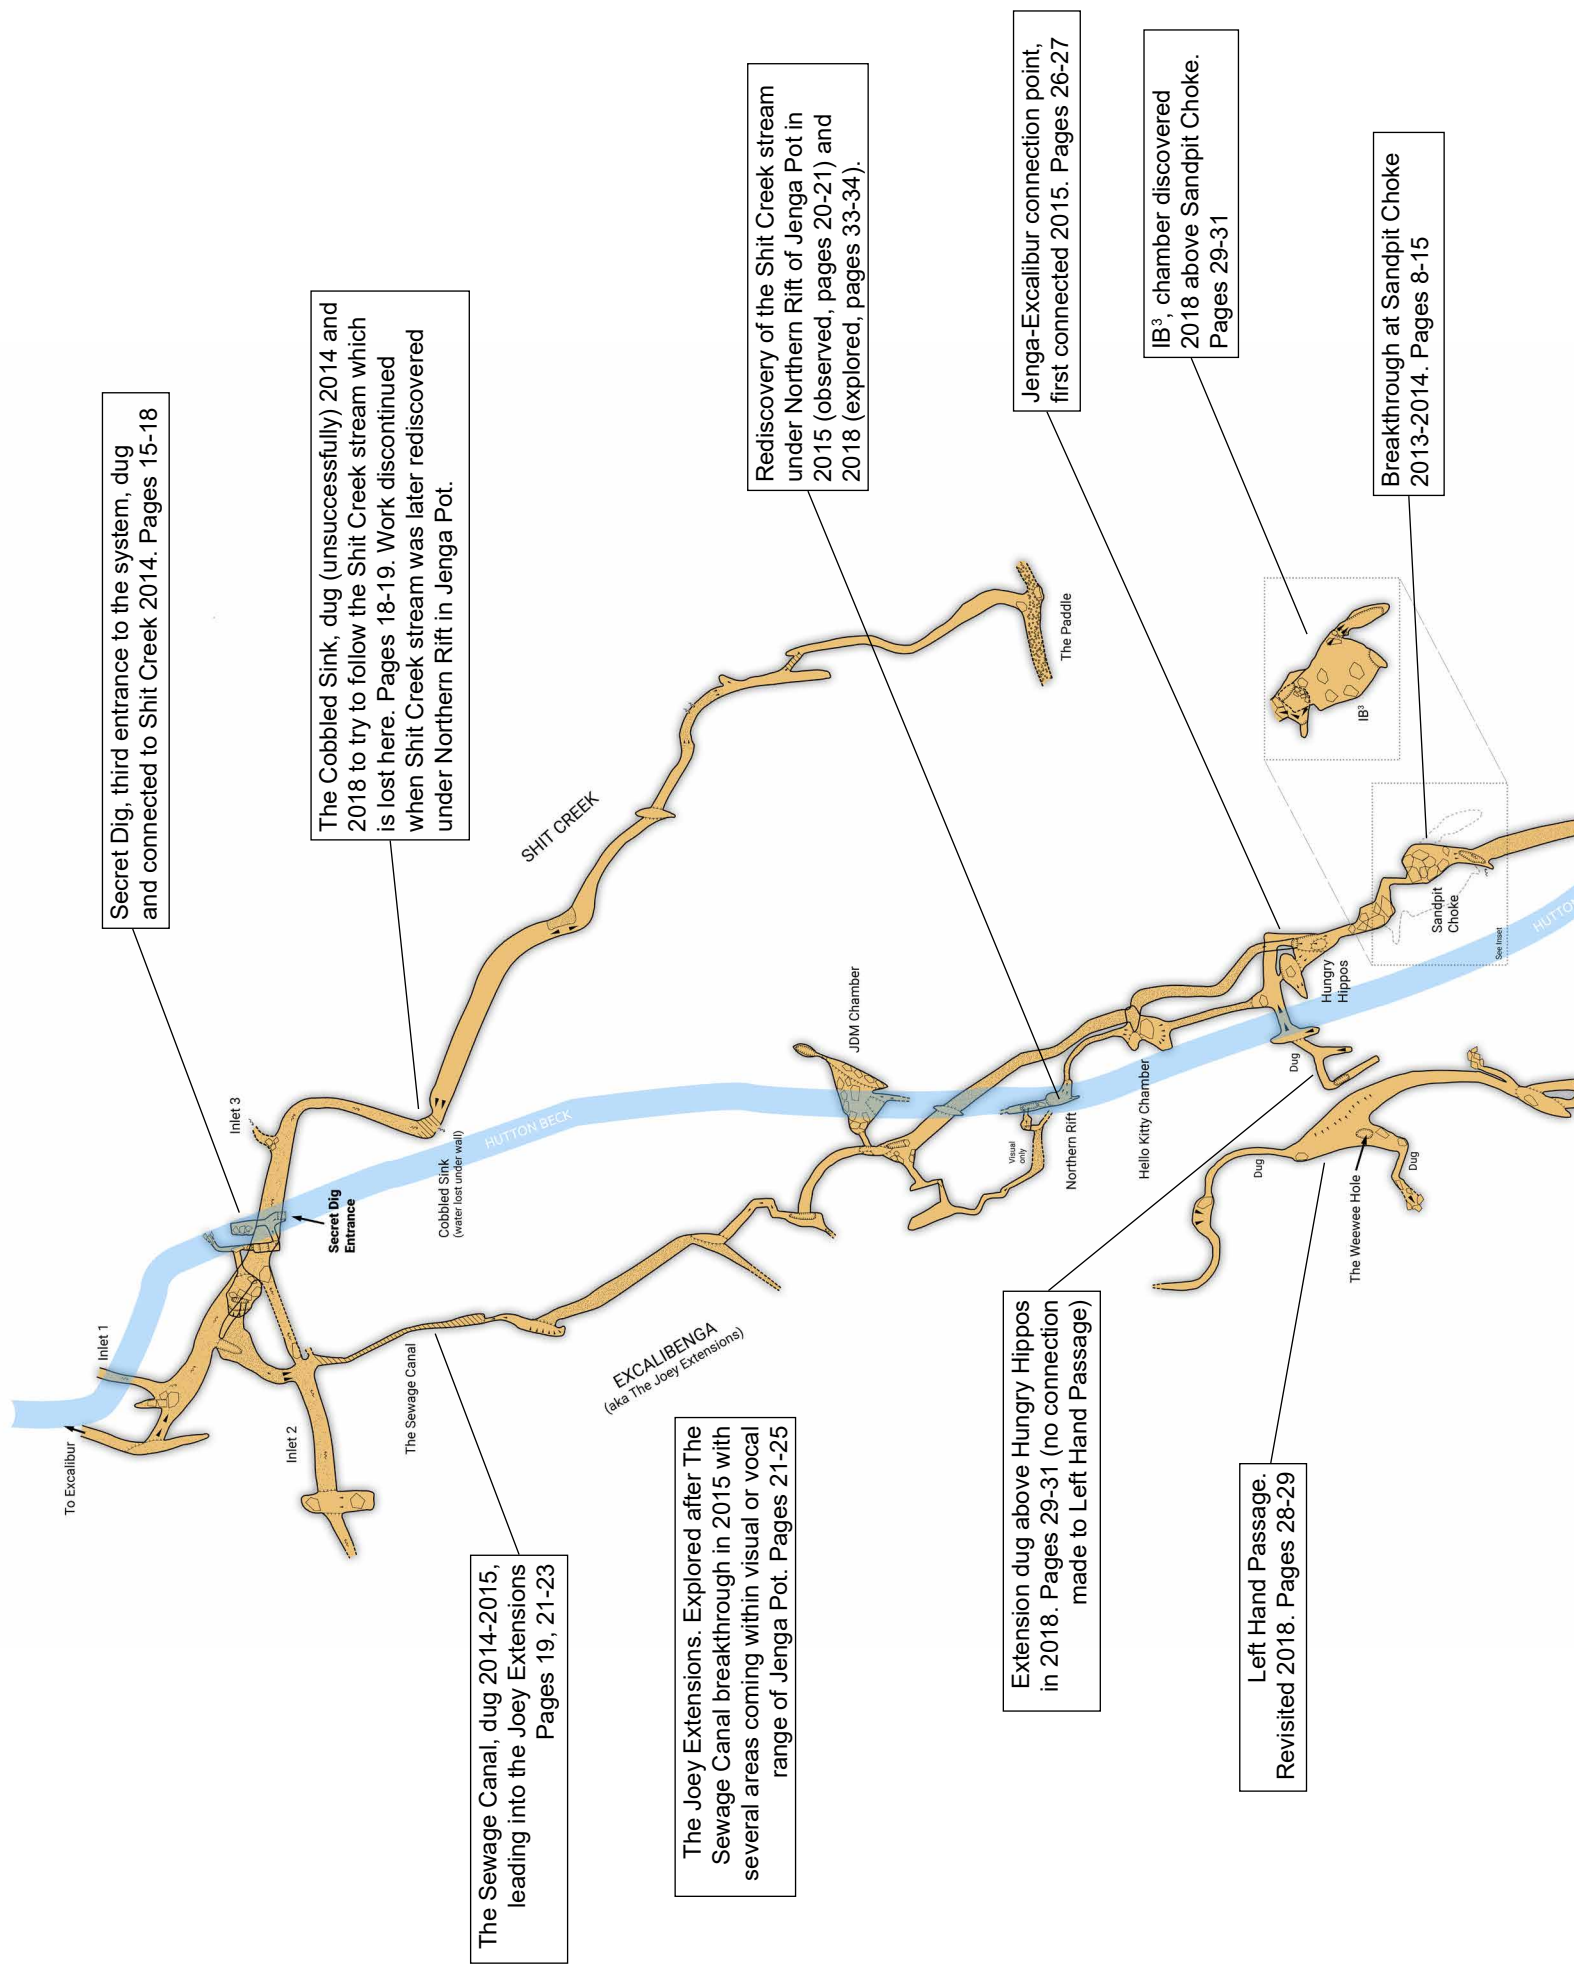 Secret Dig, third entrance to the system, dug
and connected to Shit Creek 2014. Pages 15-18
The Cobbled Sink, dug (unsuccessfully) 2014 and
2018 to try to follow the Shit Creek stream which
is lost here. Pages 18-19. Work discontinued
when Shit Creek stream was later rediscovered
under Northern Rift in Jenga Pot.
Rediscovery of the Shit Creek stream
under Northern Rift of Jenga Pot in
2015 (observed, pages 20-21) and
2018 (explored, pages 33-34).
Jenga-Excalibur connection point,
first connected 2015. Pages 26-27
IB³, chamber discovered
2018 above Sandpit Choke.
Pages 29-31
Breakthrough at Sandpit Choke
2013-2014. Pages 8-15
To Excalibur
Inlet 1
Inlet 2
Inlet 3
Secret Dig
Entrance
Cobbled Sink
(water lost under wall)
HUTTON BECK
SHIT CREEK
The Paddle
The Sewage Canal
EXCALIBENGA
(aka The Joey Extensions)
JDM Chamber
Visual
only
Northern Rift
Hello Kitty Chamber
Dug
Hungry
Hippos
IB³
Sandpit
Choke
See Inset
HUTTO
Dug
The Weewee Hole
Dug
The Sewage Canal, dug 2014-2015,
leading into the Joey Extensions
Pages 19, 21-23
The Joey Extensions. Explored after The
Sewage Canal breakthrough in 2015 with
several areas coming within visual or vocal
range of Jenga Pot. Pages 21-25
Extension dug above Hungry Hippos
in 2018. Pages 29-31 (no connection
made to Left Hand Passage)
Left Hand Passage.
Revisited 2018. Pages 28-29